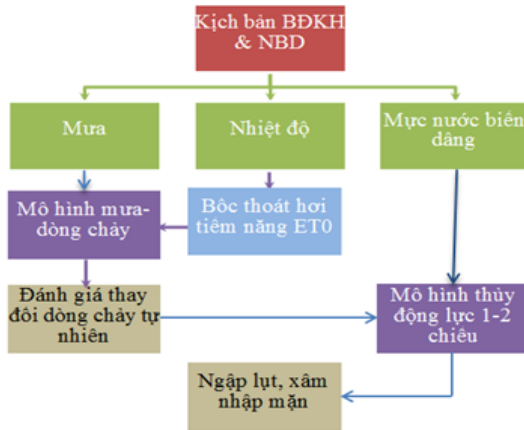 Kịch bản BĐKH
& NBD
Mưa
Nhiệt độ
Mực nước biển
dâng
Mô hình mưa-
dòng chảy
Bốc thoát hơi
tiềm năng ET0
Đánh giá thay
đổi dòng chảy tự
nhiên
Mô hình thủy
động lực 1-2
chiều
Ngập lụt, xâm
nhập mặn